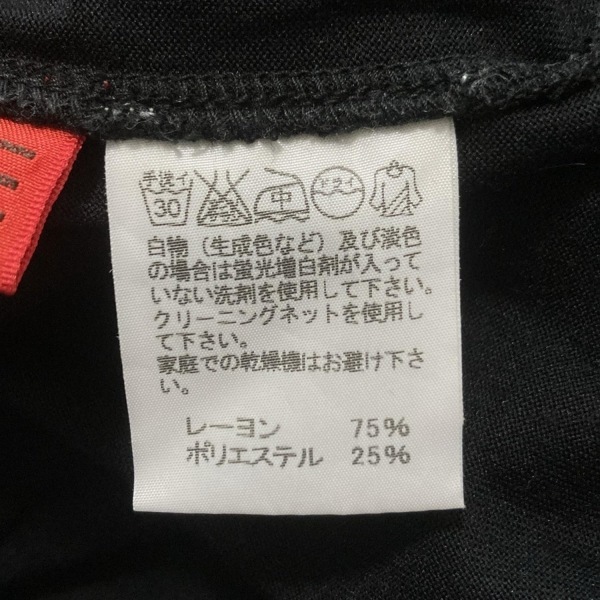 手洗イ
30
中
ドライ
白物（生成色など）及び淡色
の場合は蛍光増白剤が入って
いない洗剤を使用して下さい。
クリーニングネットを使用し
て下さい。
家庭での乾燥機はお避け下さ
い。
レーヨン 75%
ポリエステル 25%